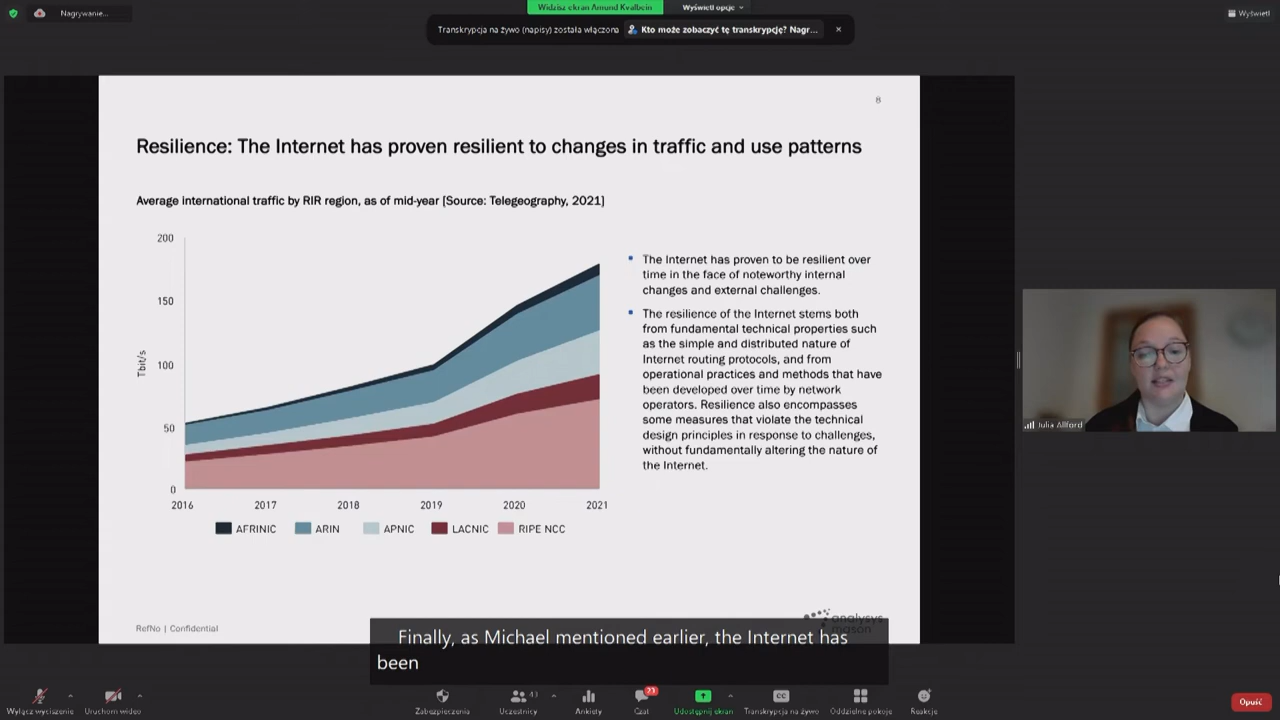 Nagrywanie...
Widzisz ekran Amund Kvalbein
Wyświetl opcje
Wyświetl
Transkrypcja na żywo (napisy) została włączona
Kto może zobaczyć tę transkrypcję? Nagr...
8
Resilience: The Internet has proven resilient to changes in traffic and use patterns
Average international traffic by RIR region, as of mid-year [Source: Telegeography, 2021]
200
150
100
50
0
Tbit/s
2016 2017 2018 2019 2020 2021
AFRINIC ARIN APNIC LACNIC RIPE NCC
The Internet has proven to be resilient over
time in the face of noteworthy internal
changes and external challenges.
The resilience of the Internet stems both
from fundamental technical properties such
as the simple and distributed nature of
Internet routing protocols, and from
operational practices and methods that have
been developed over time by network
operators. Resilience also encompasses
some measures that violate the technical
design principles in response to challenges,
without fundamentally altering the nature of
the Internet.
Julia Allford
RefNo | Confidential
analysys
mason
Finally, as Michael mentioned earlier, the Internet has
been
Wyłącz wyciszenie
Uruchom wideo
Zabezpieczenia
Uczestnicy
43
Ankiety
Czat
21
Udostępnij ekran
CC
Transkrypcja na żywo
Oddzielne pokoje
Reakcje
Opuść